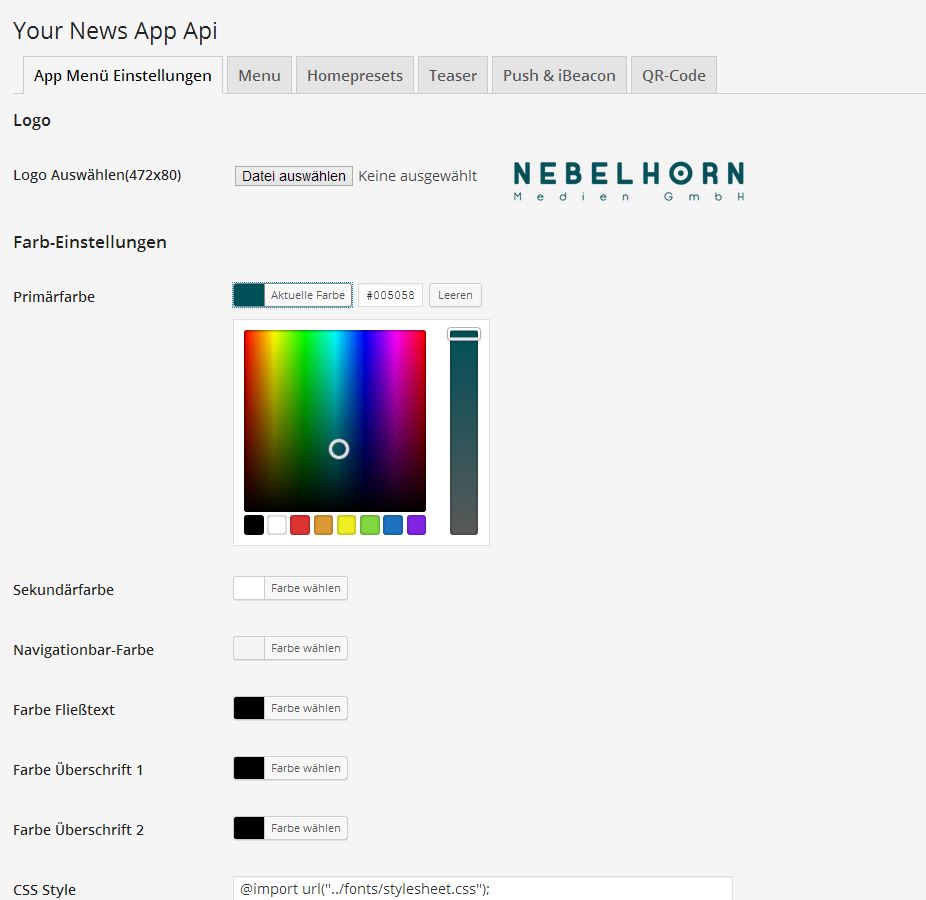 Your News App Api
App Menü Einstellungen Menu Homepresets Teaser Push & iBeacon QR-Code
Logo
Logo Auswählen(472x80) Datei auswählen Keine ausgewählt NEBELHORN
Medien GmbH
Farb-Einstellungen
Primärfarbe Aktuelle Farbe #005058 Leeren
Sekundärfarbe Farbe wählen
Navigationbar-Farbe Farbe wählen
Farbe Fließtext Farbe wählen
Farbe Überschrift 1 Farbe wählen
Farbe Überschrift 2 Farbe wählen
CSS Style @import url("../fonts/stylesheet.css");